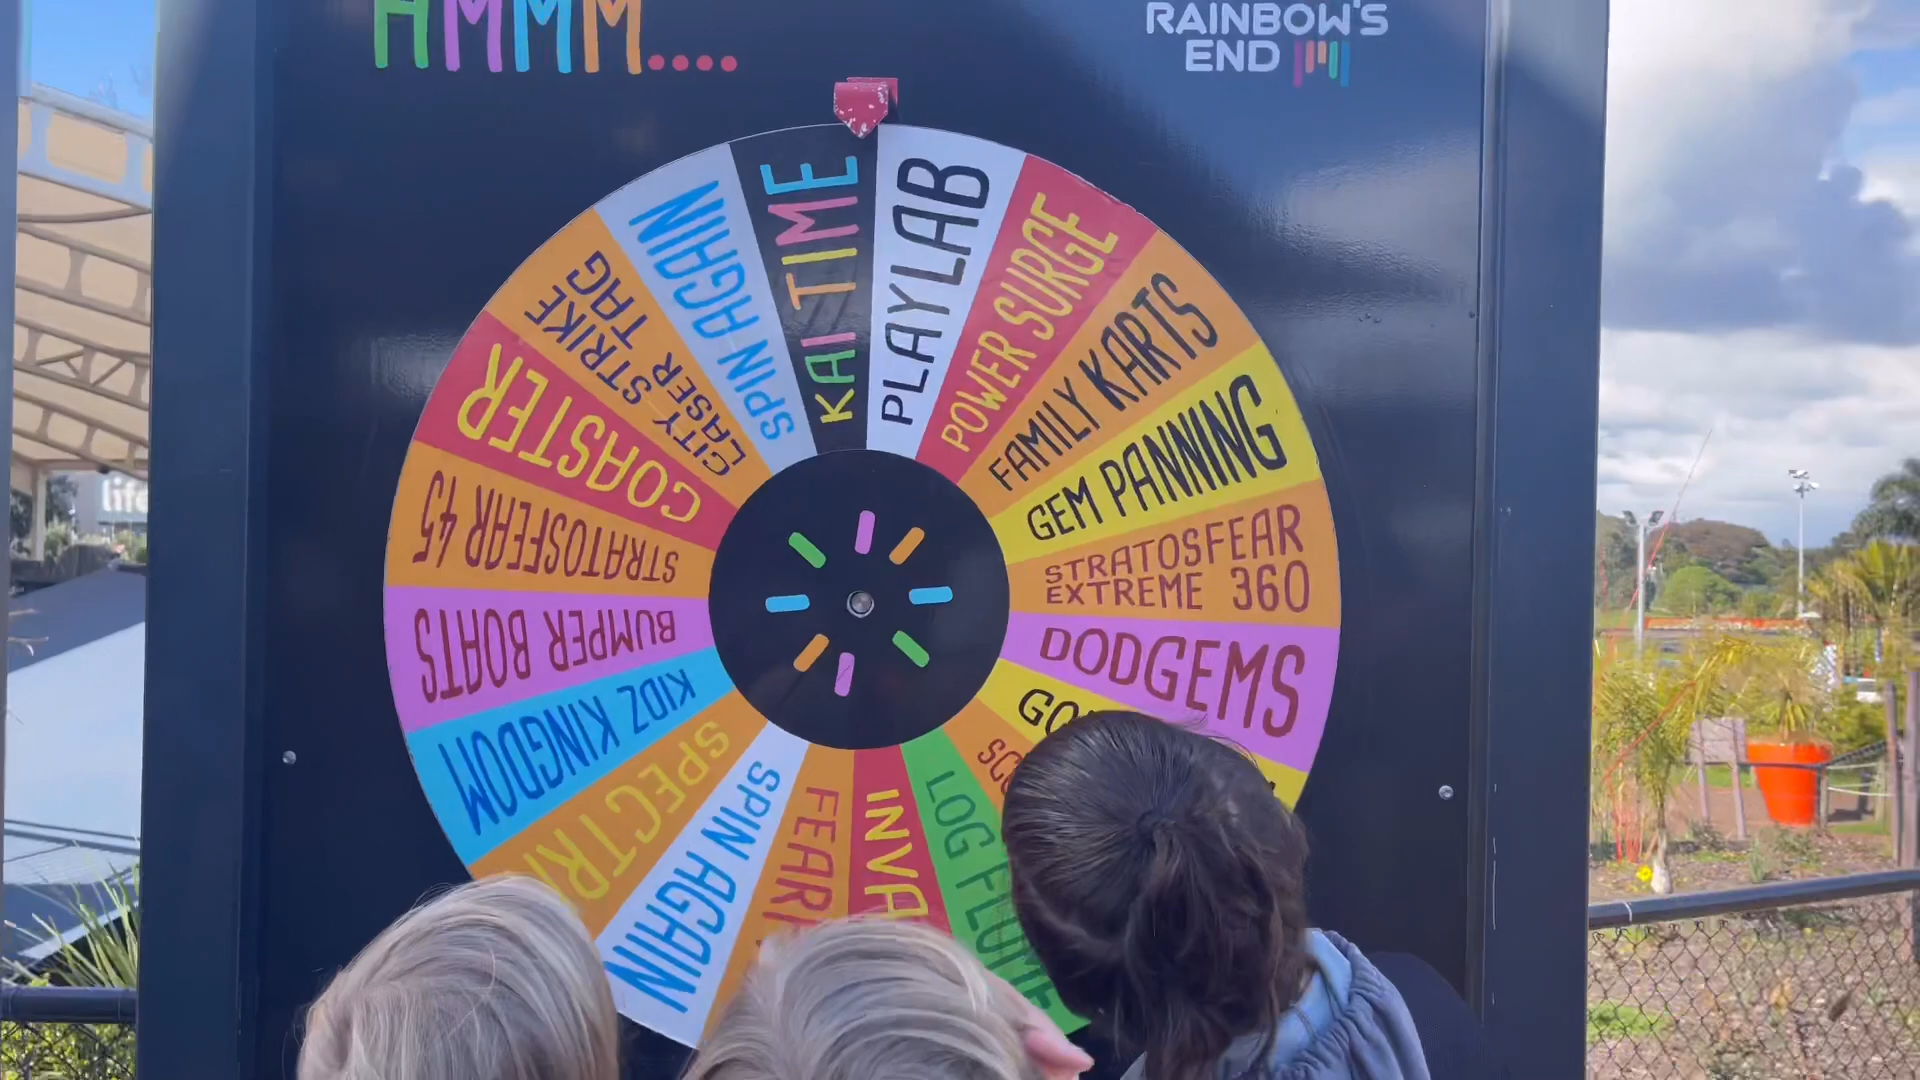 HMMM....
RAINBOW'S
END
KAI TIME
PLAYLAB
POWER SURGE
FAMILY KARTS
GEM PANNING
STRATOSFEAR
EXTREME 360
DODGEMS
LOG FLUME
SPIN AGAIN
KIDZ KINGDOM
BUMPER BOATS
STRATOSFEAR 45
COASTER
CITY STRIKE
LASER TAG
SPIN AGAIN